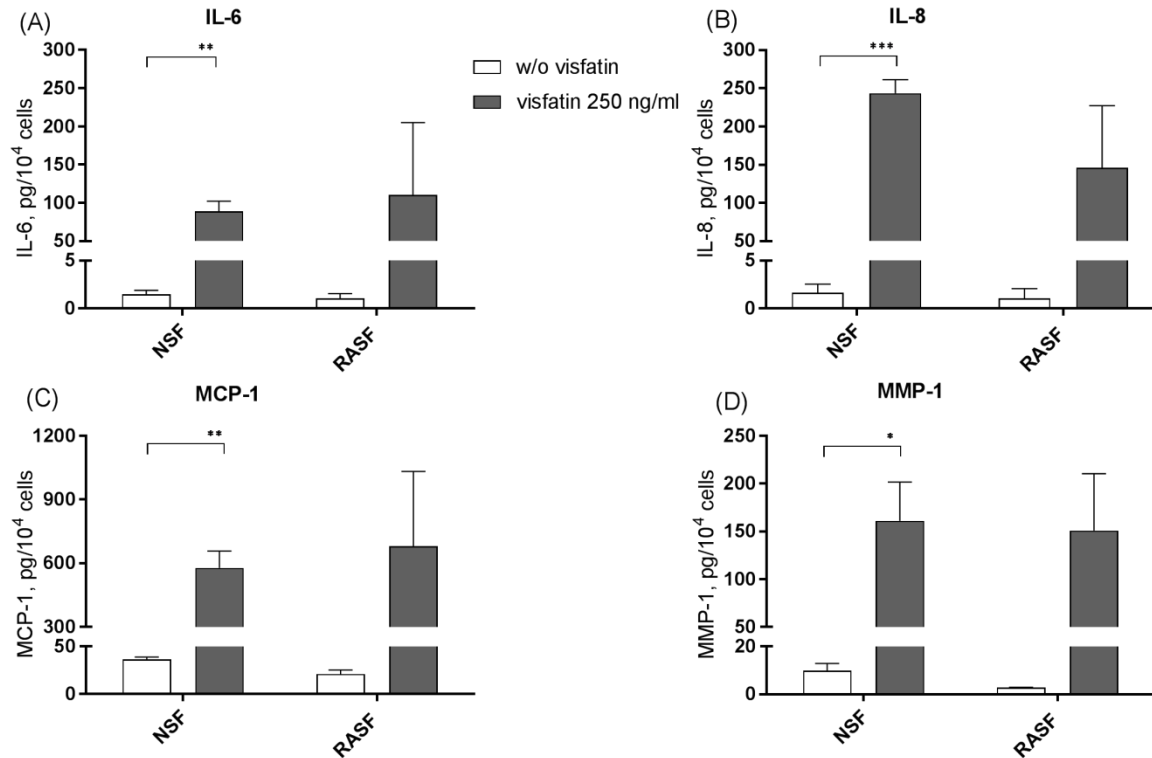 (A)
IL-6
IL-6, pg/10⁴ cells
300
250
200
150
100
50
5
0
**
NSF
RASF
w/o visfatin
visfatin 250 ng/ml
(B)
IL-8
IL-8, pg/10⁴ cells
300
250
200
150
100
50
5
0
***
NSF
RASF
(C)
MCP-1
MCP-1, pg/10⁴ cells
1200
900
600
300
50
0
**
NSF
RASF
(D)
MMP-1
MMP-1, pg/10⁴ cells
250
200
150
100
50
20
0
*
NSF
RASF